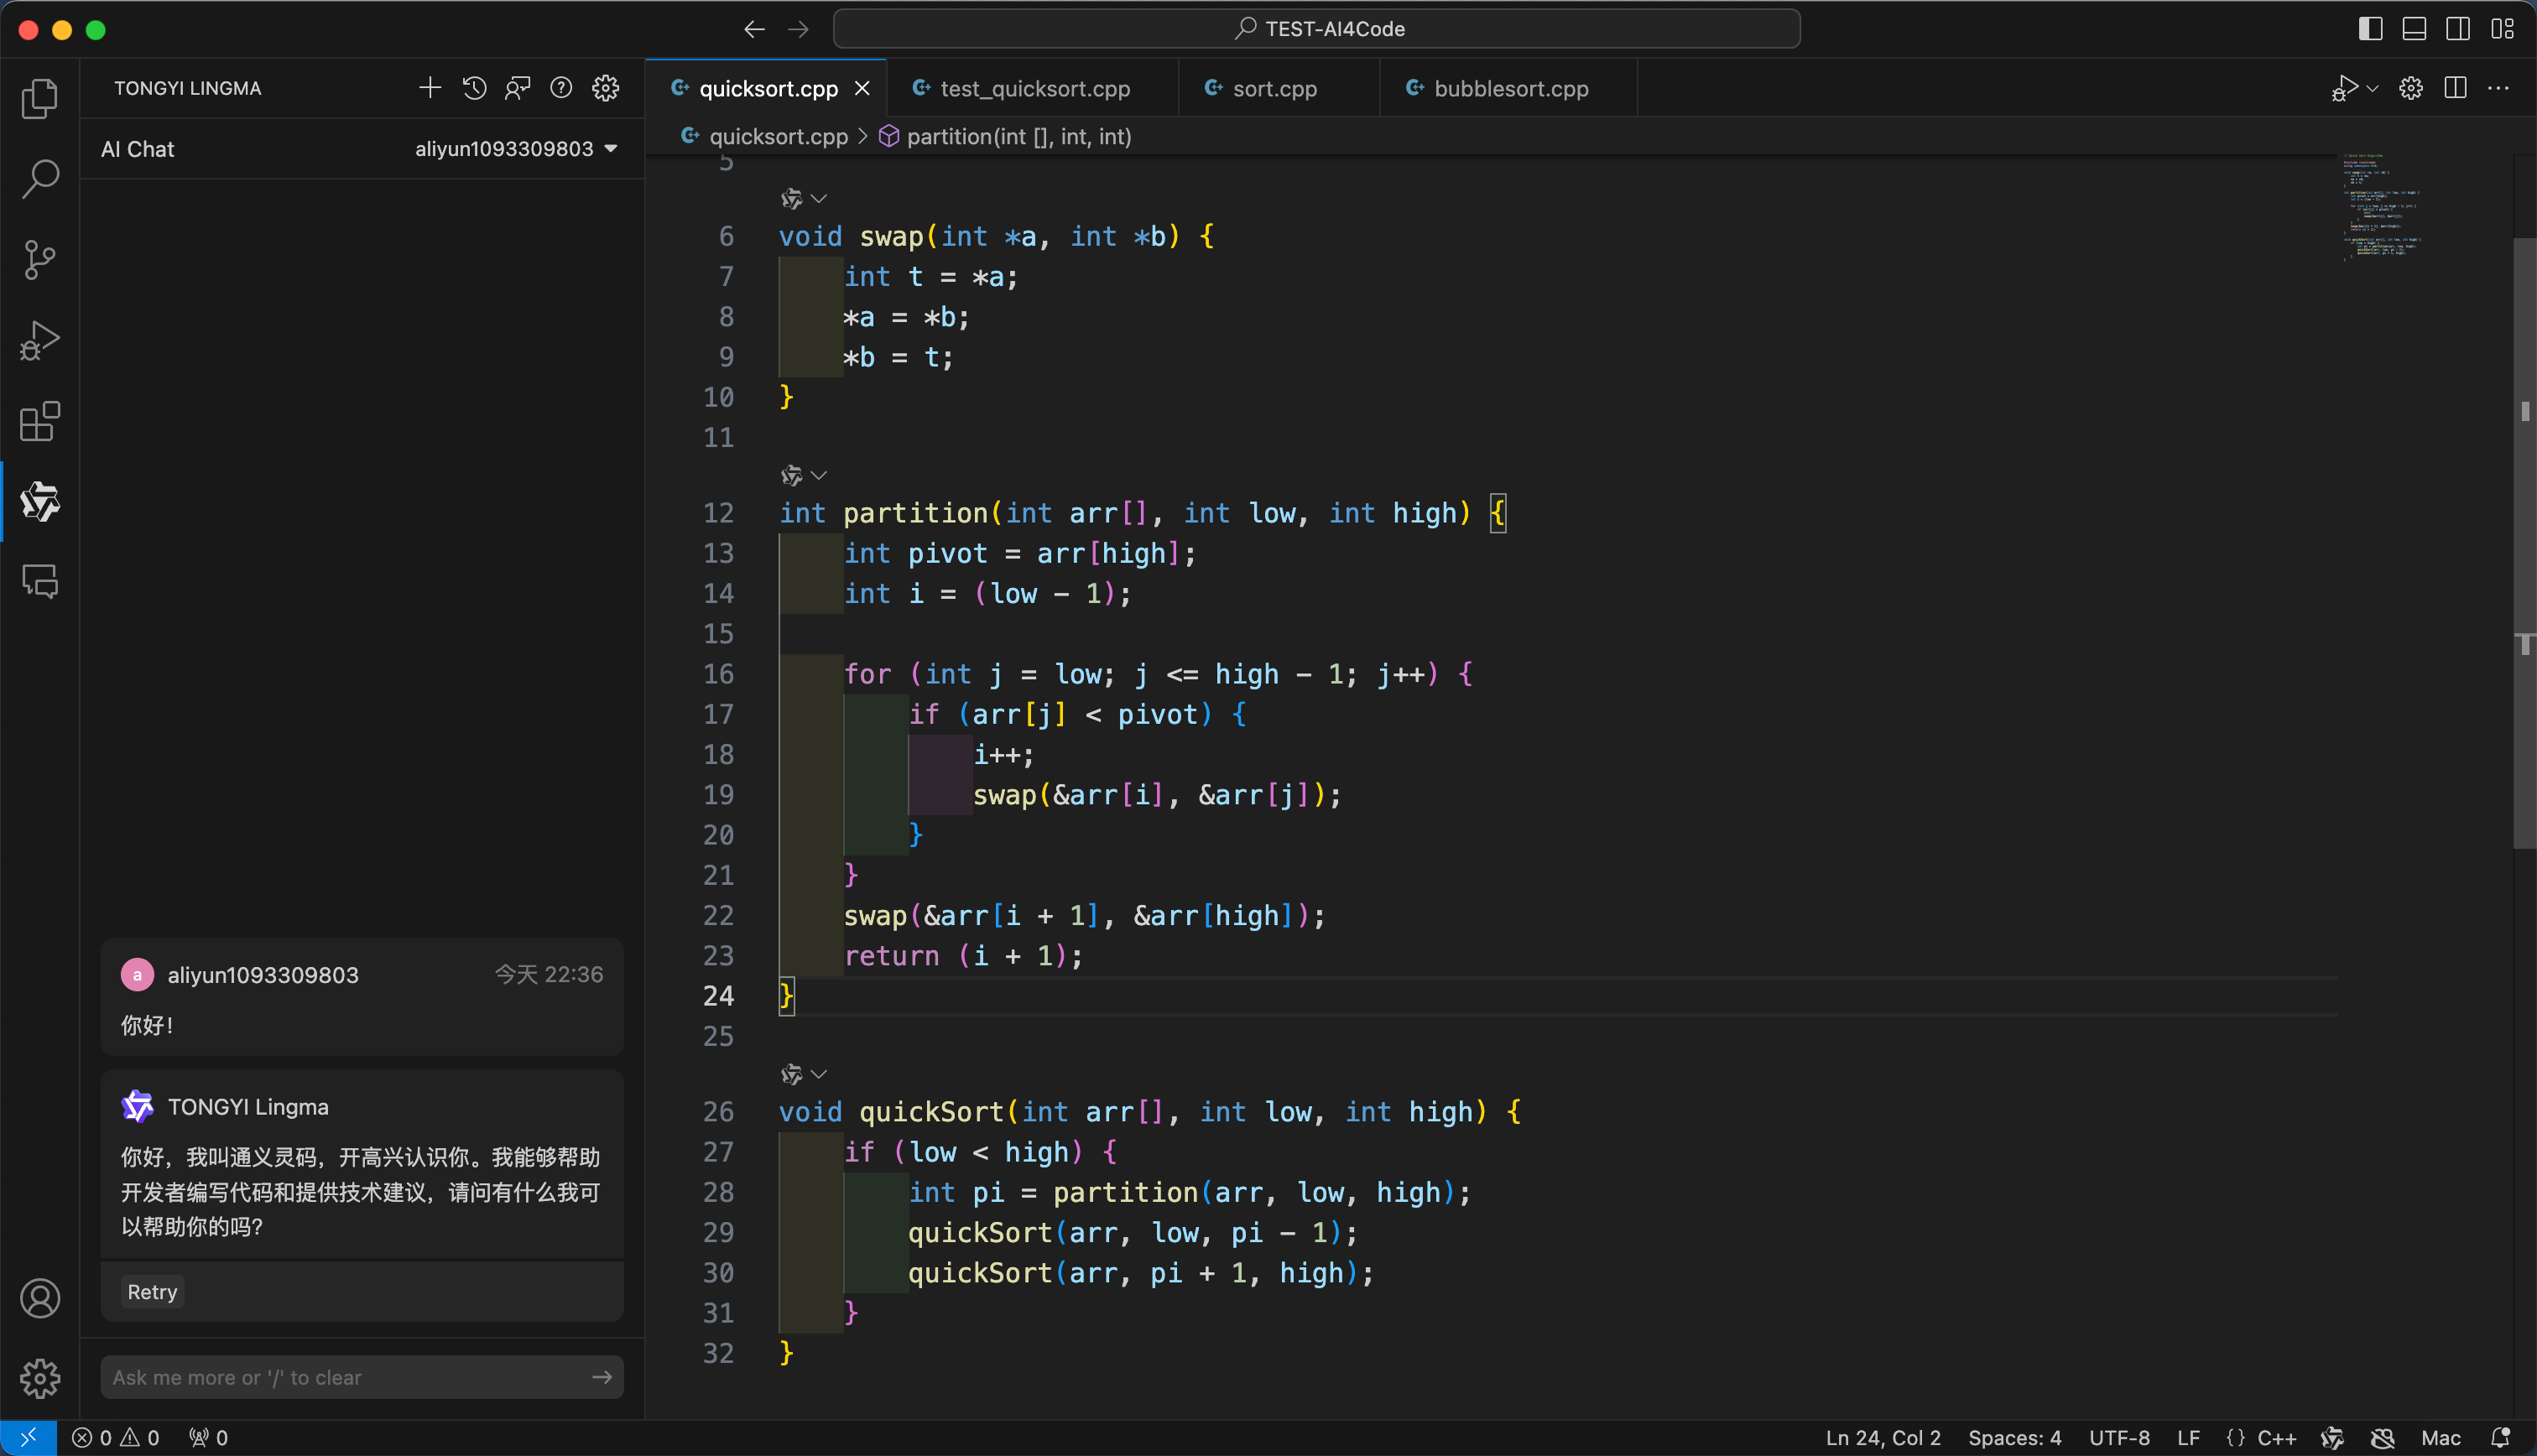 TEST-AI4Code
TONGYI LINGMA
AI Chat
aliyun1093309803
a
aliyun1093309803
今天 22:36
你好！
TONGYI Lingma
你好，我叫通义灵码，开高兴认识你。我能够帮助
开发者编写代码和提供技术建议，请问有什么我可
以帮助你的吗？
Retry
Ask me more or '/' to clear
quicksort.cpp
test_quicksort.cpp
sort.cpp
bubblesort.cpp
quicksort.cpp > partition(int [], int, int)
5
6 void swap(int *a, int *b) {
7     int t = *a;
8     *a = *b;
9     *b = t;
10 }
11
12 int partition(int arr[], int low, int high) {
13     int pivot = arr[high];
14     int i = (low - 1);
15
16     for (int j = low; j <= high - 1; j++) {
17         if (arr[j] < pivot) {
18             i++;
19             swap(&arr[i], &arr[j]);
20         }
21     }
22     swap(&arr[i + 1], &arr[high]);
23     return (i + 1);
24 }
25
26 void quickSort(int arr[], int low, int high) {
27     if (low < high) {
28         int pi = partition(arr, low, high);
29         quickSort(arr, low, pi - 1);
30         quickSort(arr, pi + 1, high);
31     }
32 }
0 0 0
Ln 24, Col 2
Spaces: 4
UTF-8
LF
{} C++
Mac